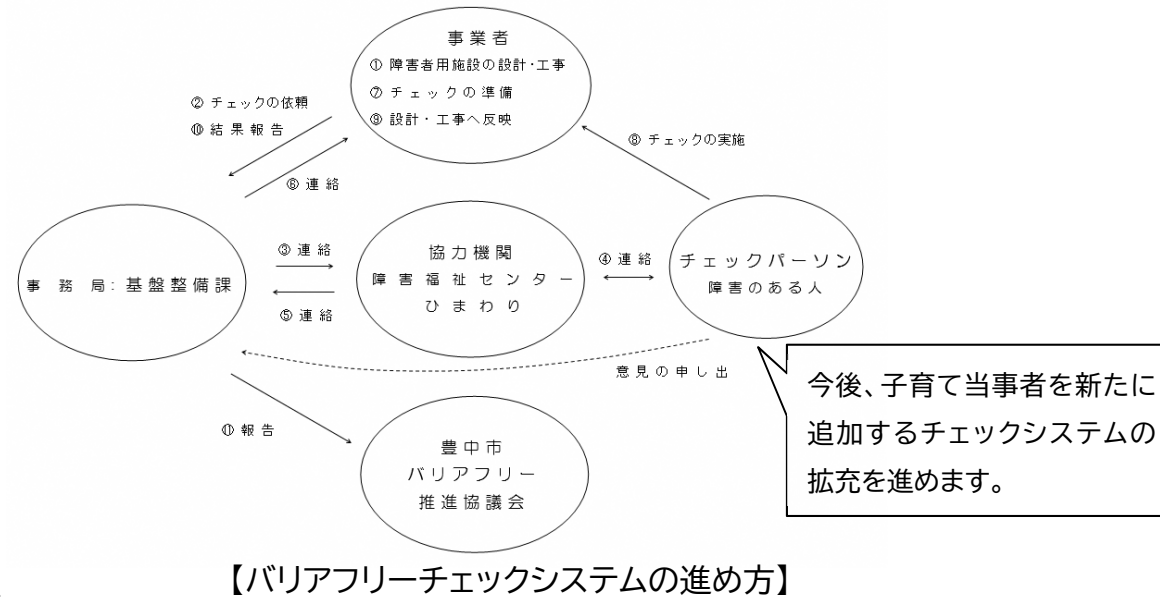 事業者
① 障害者用施設の設計・工事
⑦ チェックの準備
⑨ 設計・工事へ反映
② チェックの依頼
⑩ 結果報告
⑧ チェックの実施
⑥ 連絡
③ 連絡
協力機関
障害福祉センター
ひまわり
④ 連絡
チェックパーソン
障害のある人
事務局:基盤整備課
⑤ 連絡
意見の申し出
今後、子育て当事者を新たに
追加するチェックシステムの
拡充を進めます。
⑪ 報告
豊中市
バリアフリー
推進協議会
【バリアフリーチェックシステムの進め方】